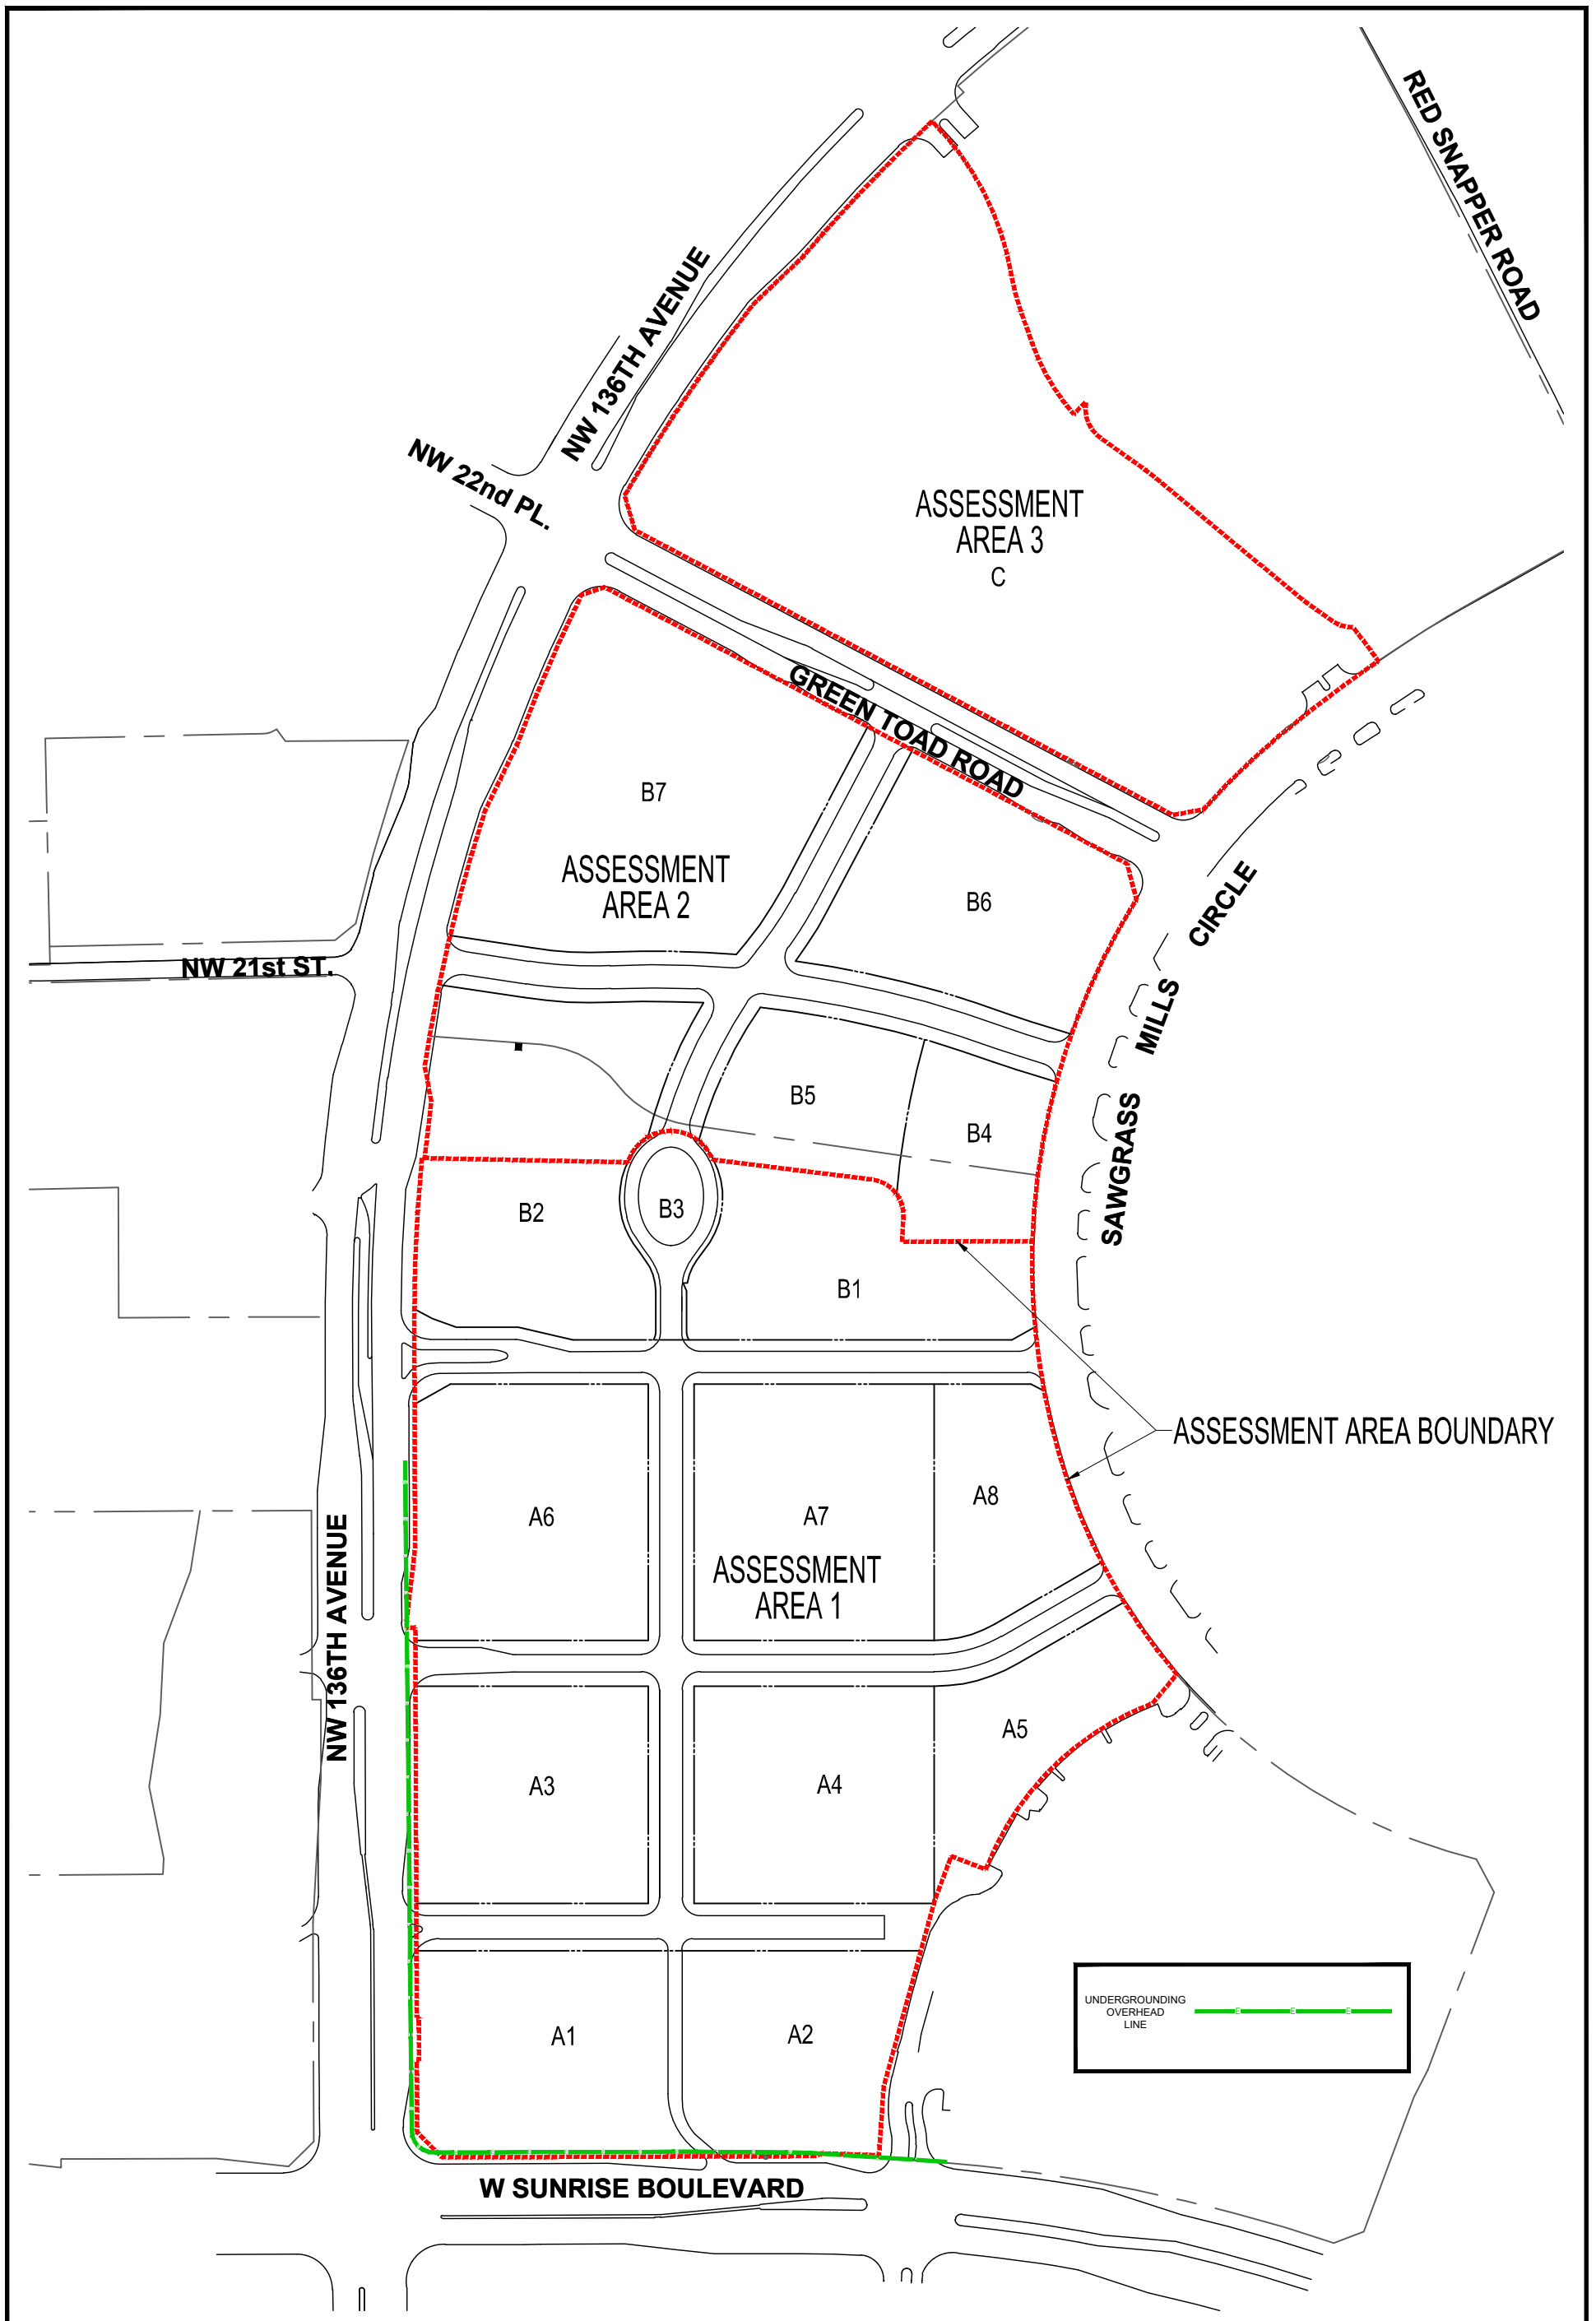 RED SNAPPER ROAD
NW 136TH AVENUE
NW 22nd PL.
ASSESSMENT
AREA 3
C
GREEN TOAD ROAD
B7
ASSESSMENT
AREA 2
B6
CIRCLE
MILLS
SAWGRASS
NW 21st ST.
B5
B4
B2
B3
B1
ASSESSMENT AREA BOUNDARY
A6
A7
A8
ASSESSMENT
AREA 1
NW 136TH AVENUE
A5
A3
A4
A1
A2
UNDERGROUNDING
OVERHEAD
LINE
E E E
W SUNRISE BOULEVARD